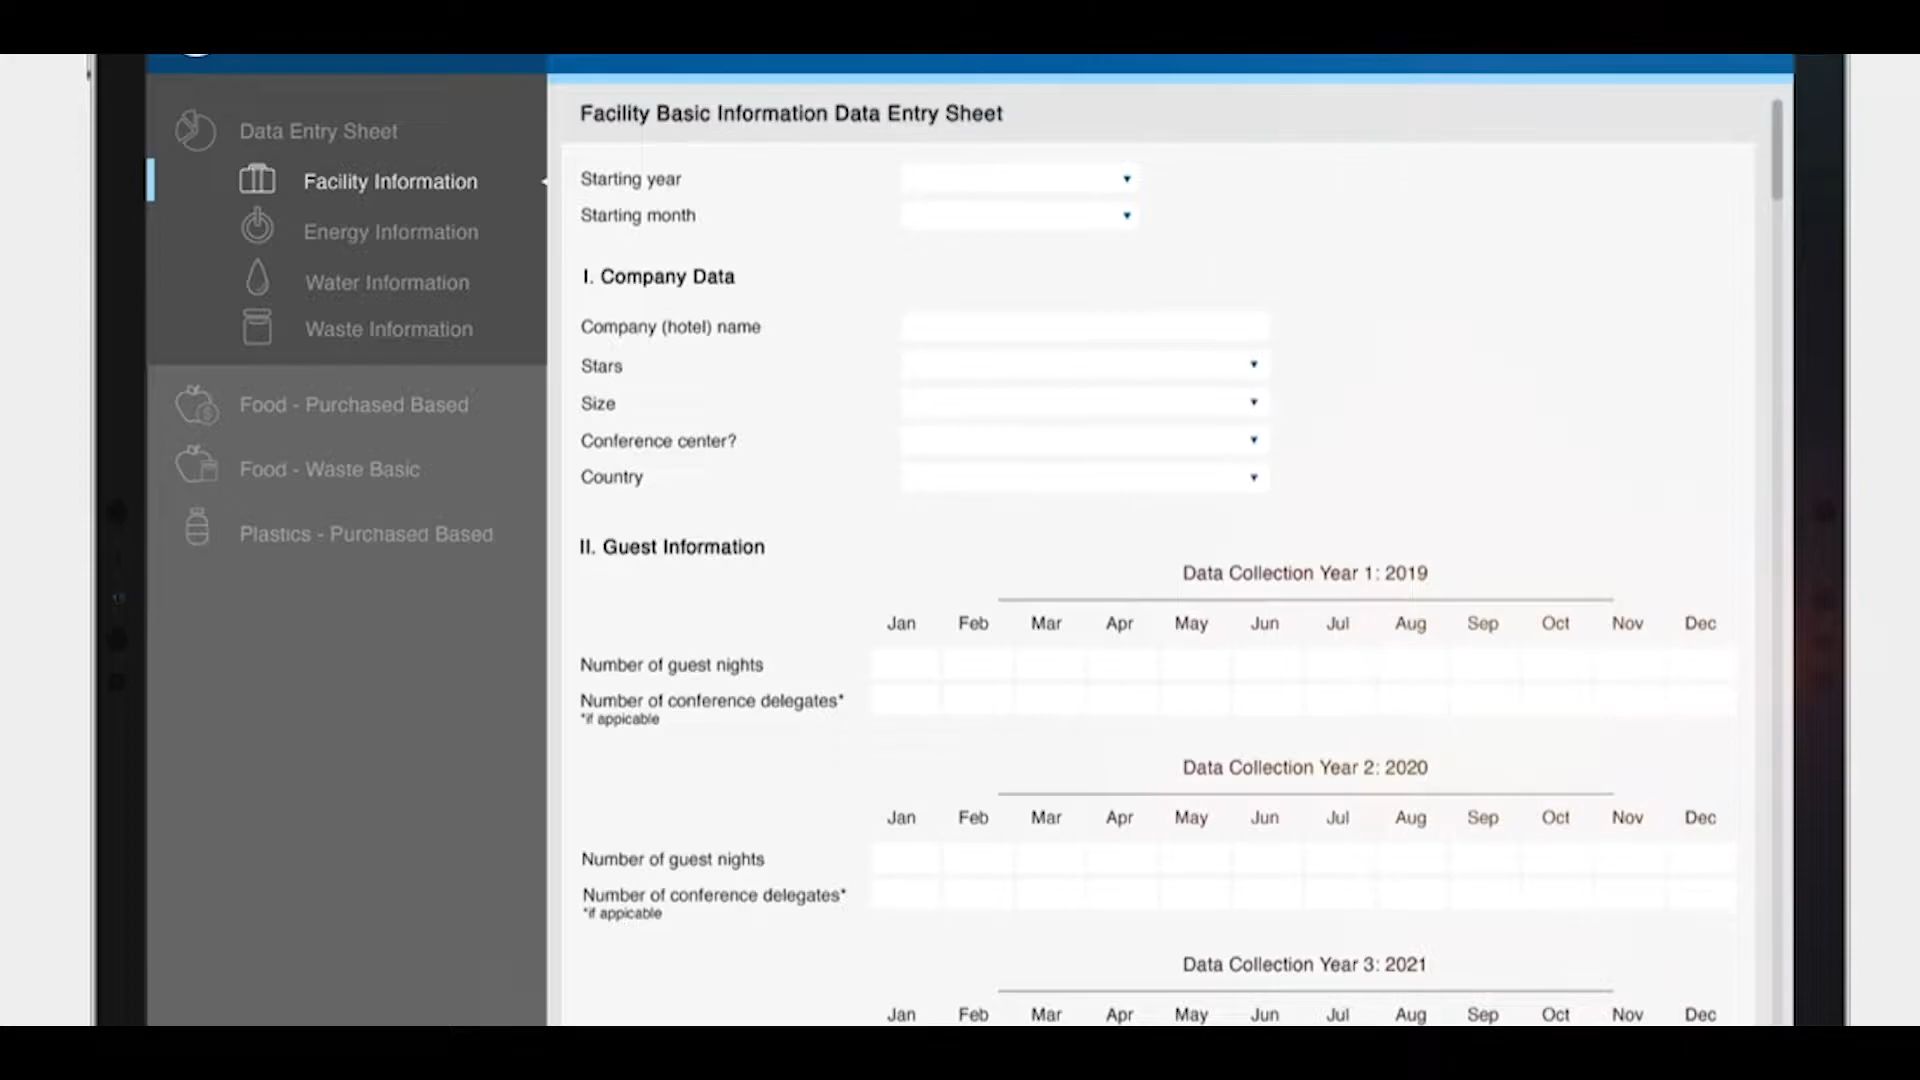 Data Entry Sheet
Facility Information
Energy Information
Water Information
Waste Information
Food - Purchased Based
Food - Waste Basic
Plastics - Purchased Based
Facility Basic Information Data Entry Sheet
Starting year
Starting month
I. Company Data
Company (hotel) name
Stars
Size
Conference center?
Country
II. Guest Information
Data Collection Year 1: 2019
Jan Feb Mar Apr May Jun Jul Aug Sep Oct Nov Dec
Number of guest nights
Number of conference delegates*
*if appicable
Data Collection Year 2: 2020
Jan Feb Mar Apr May Jun Jul Aug Sep Oct Nov Dec
Number of guest nights
Number of conference delegates*
*if appicable
Data Collection Year 3: 2021
Jan Feb Mar Apr May Jun Jul Aug Sep Oct Nov Dec